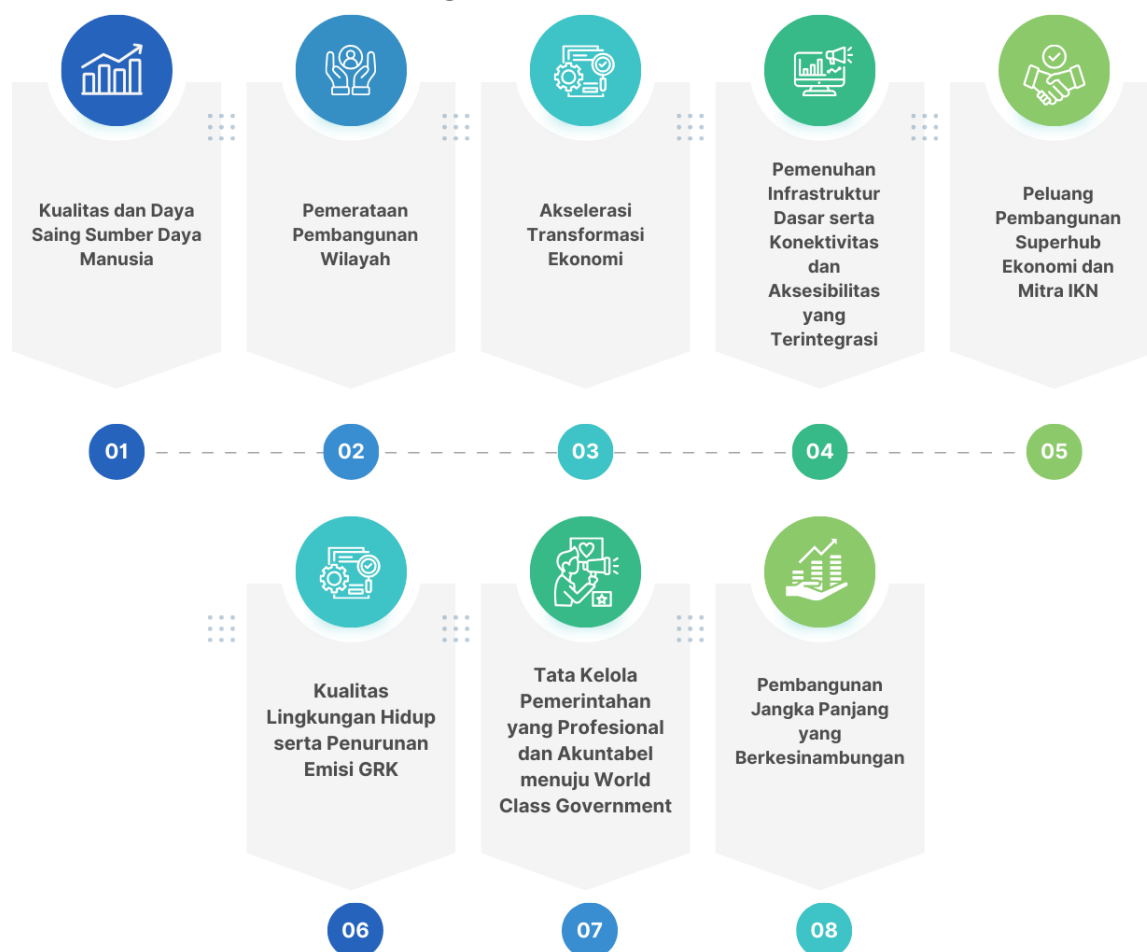 Kualitas dan Daya
Saing Sumber Daya
Manusia
Pemerataan
Pembangunan
Wilayah
Akselerasi
Transformasi
Ekonomi
Pemenuhan
Infrastruktur
Dasar serta
Konektivitas
dan
Aksesibilitas
yang
Terintegrasi
Peluang
Pembangunan
Superhub
Ekonomi dan
Mitra IKN
01
02
03
04
05
Kualitas
Lingkungan Hidup
serta Penurunan
Emisi GRK
Tata Kelola
Pemerintahan
yang Profesional
dan Akuntabel
menuju World
Class Government
Pembangunan
Jangka Panjang
yang
Berkesinambungan
06
07
08